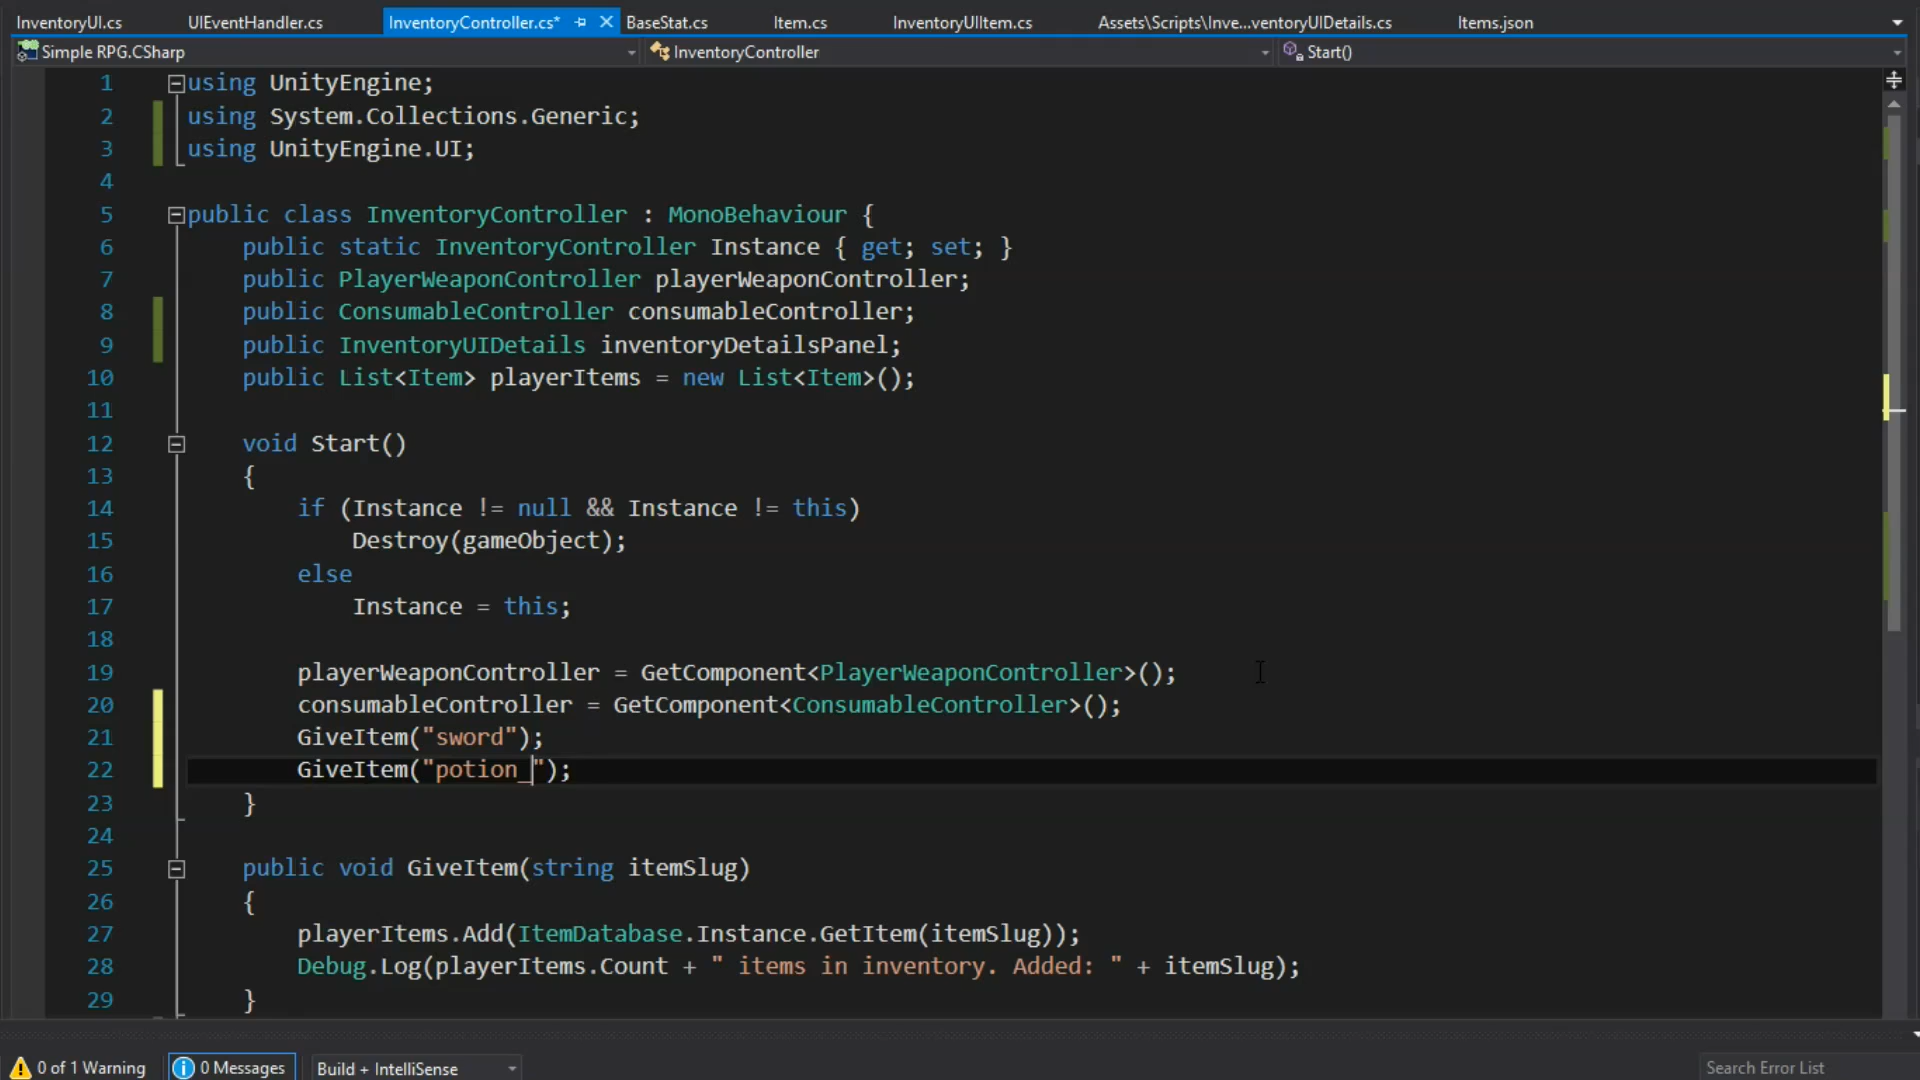 InventoryUI.cs UIEventHandler.cs InventoryController.cs* BaseStat.cs Item.cs InventoryUIItem.cs Assets\Scripts\Inve...ventoryUIDetails.cs Items.json
Simple RPG.CSharp InventoryController Start()
1 using UnityEngine;
2 using System.Collections.Generic;
3 using UnityEngine.UI;
4
5 public class InventoryController : MonoBehaviour {
6 public static InventoryController Instance { get; set; }
7 public PlayerWeaponController playerWeaponController;
8 public ConsumableController consumableController;
9 public InventoryUIDetails inventoryDetailsPanel;
10 public List<Item> playerItems = new List<Item>();
11
12 void Start()
13 {
14 if (Instance != null && Instance != this)
15 Destroy(gameObject);
16 else
17 Instance = this;
18
19 playerWeaponController = GetComponent<PlayerWeaponController>();
20 consumableController = GetComponent<ConsumableController>();
21 GiveItem("sword");
22 GiveItem("potion_");
23 }
24
25 public void GiveItem(string itemSlug)
26 {
27 playerItems.Add(ItemDatabase.Instance.GetItem(itemSlug));
28 Debug.Log(playerItems.Count + " items in inventory. Added: " + itemSlug);
29 }
0 of 1 Warning 0 Messages Build + IntelliSense Search Error List